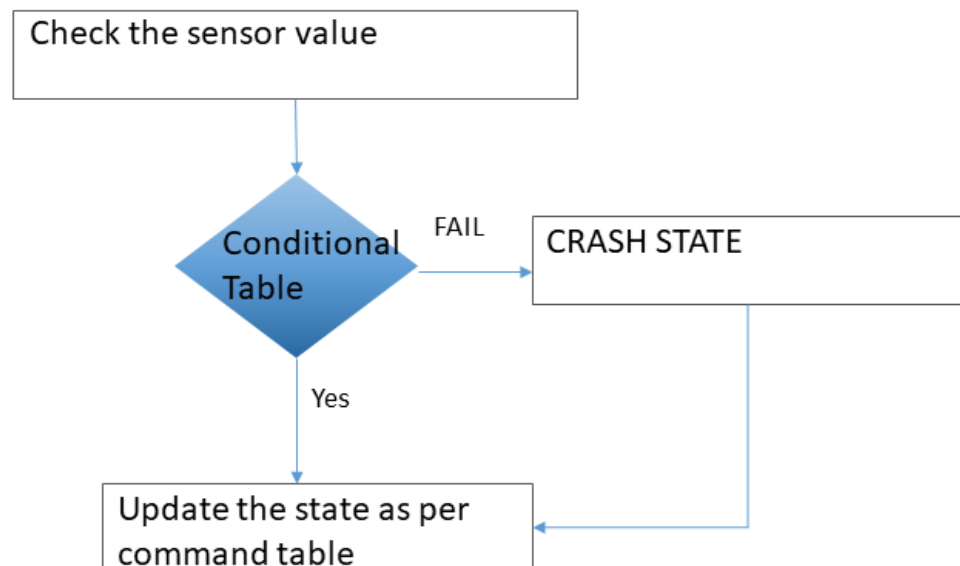 Check the sensor value
Conditional
Table
FAIL
CRASH STATE
Yes
Update the state as per
command table